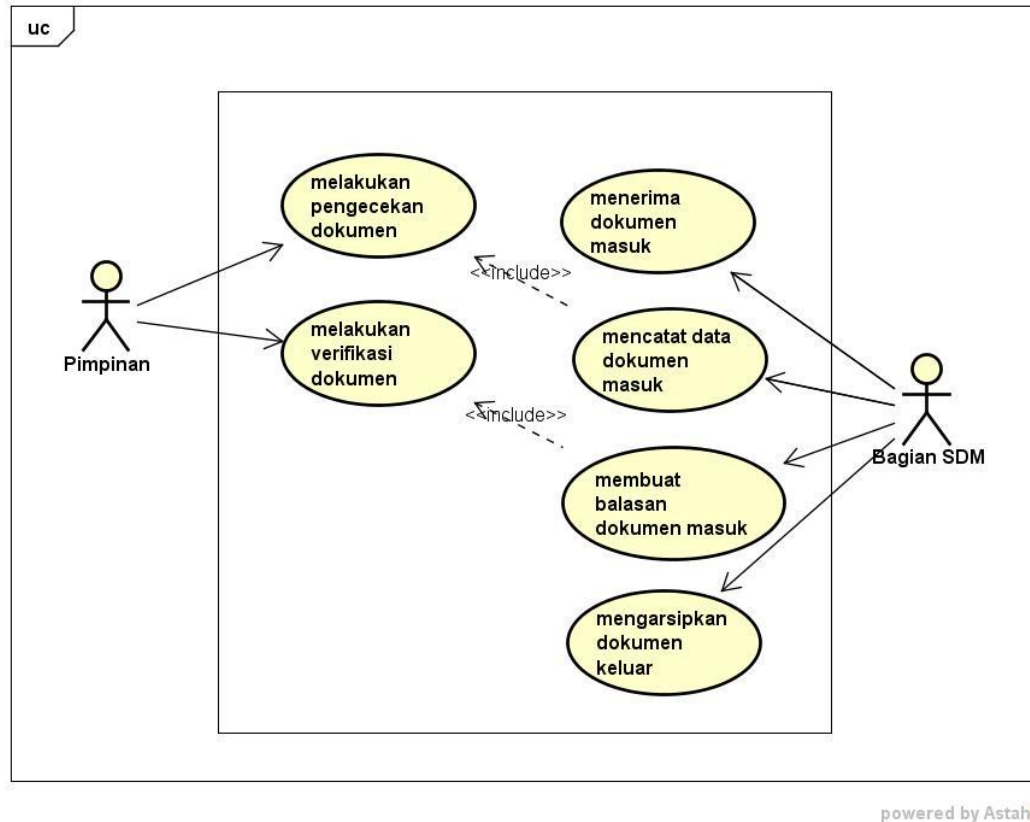 uc
melakukan
pengecekan
dokumen
menerima
dokumen
masuk
<<include>>
Pimpinan
melakukan
verifikasi
dokumen
mencatat data
dokumen
masuk
<<include>>
Bagian SDM
membuat
balasan
dokumen masuk
mengarsipkan
dokumen
keluar
powered by Astah